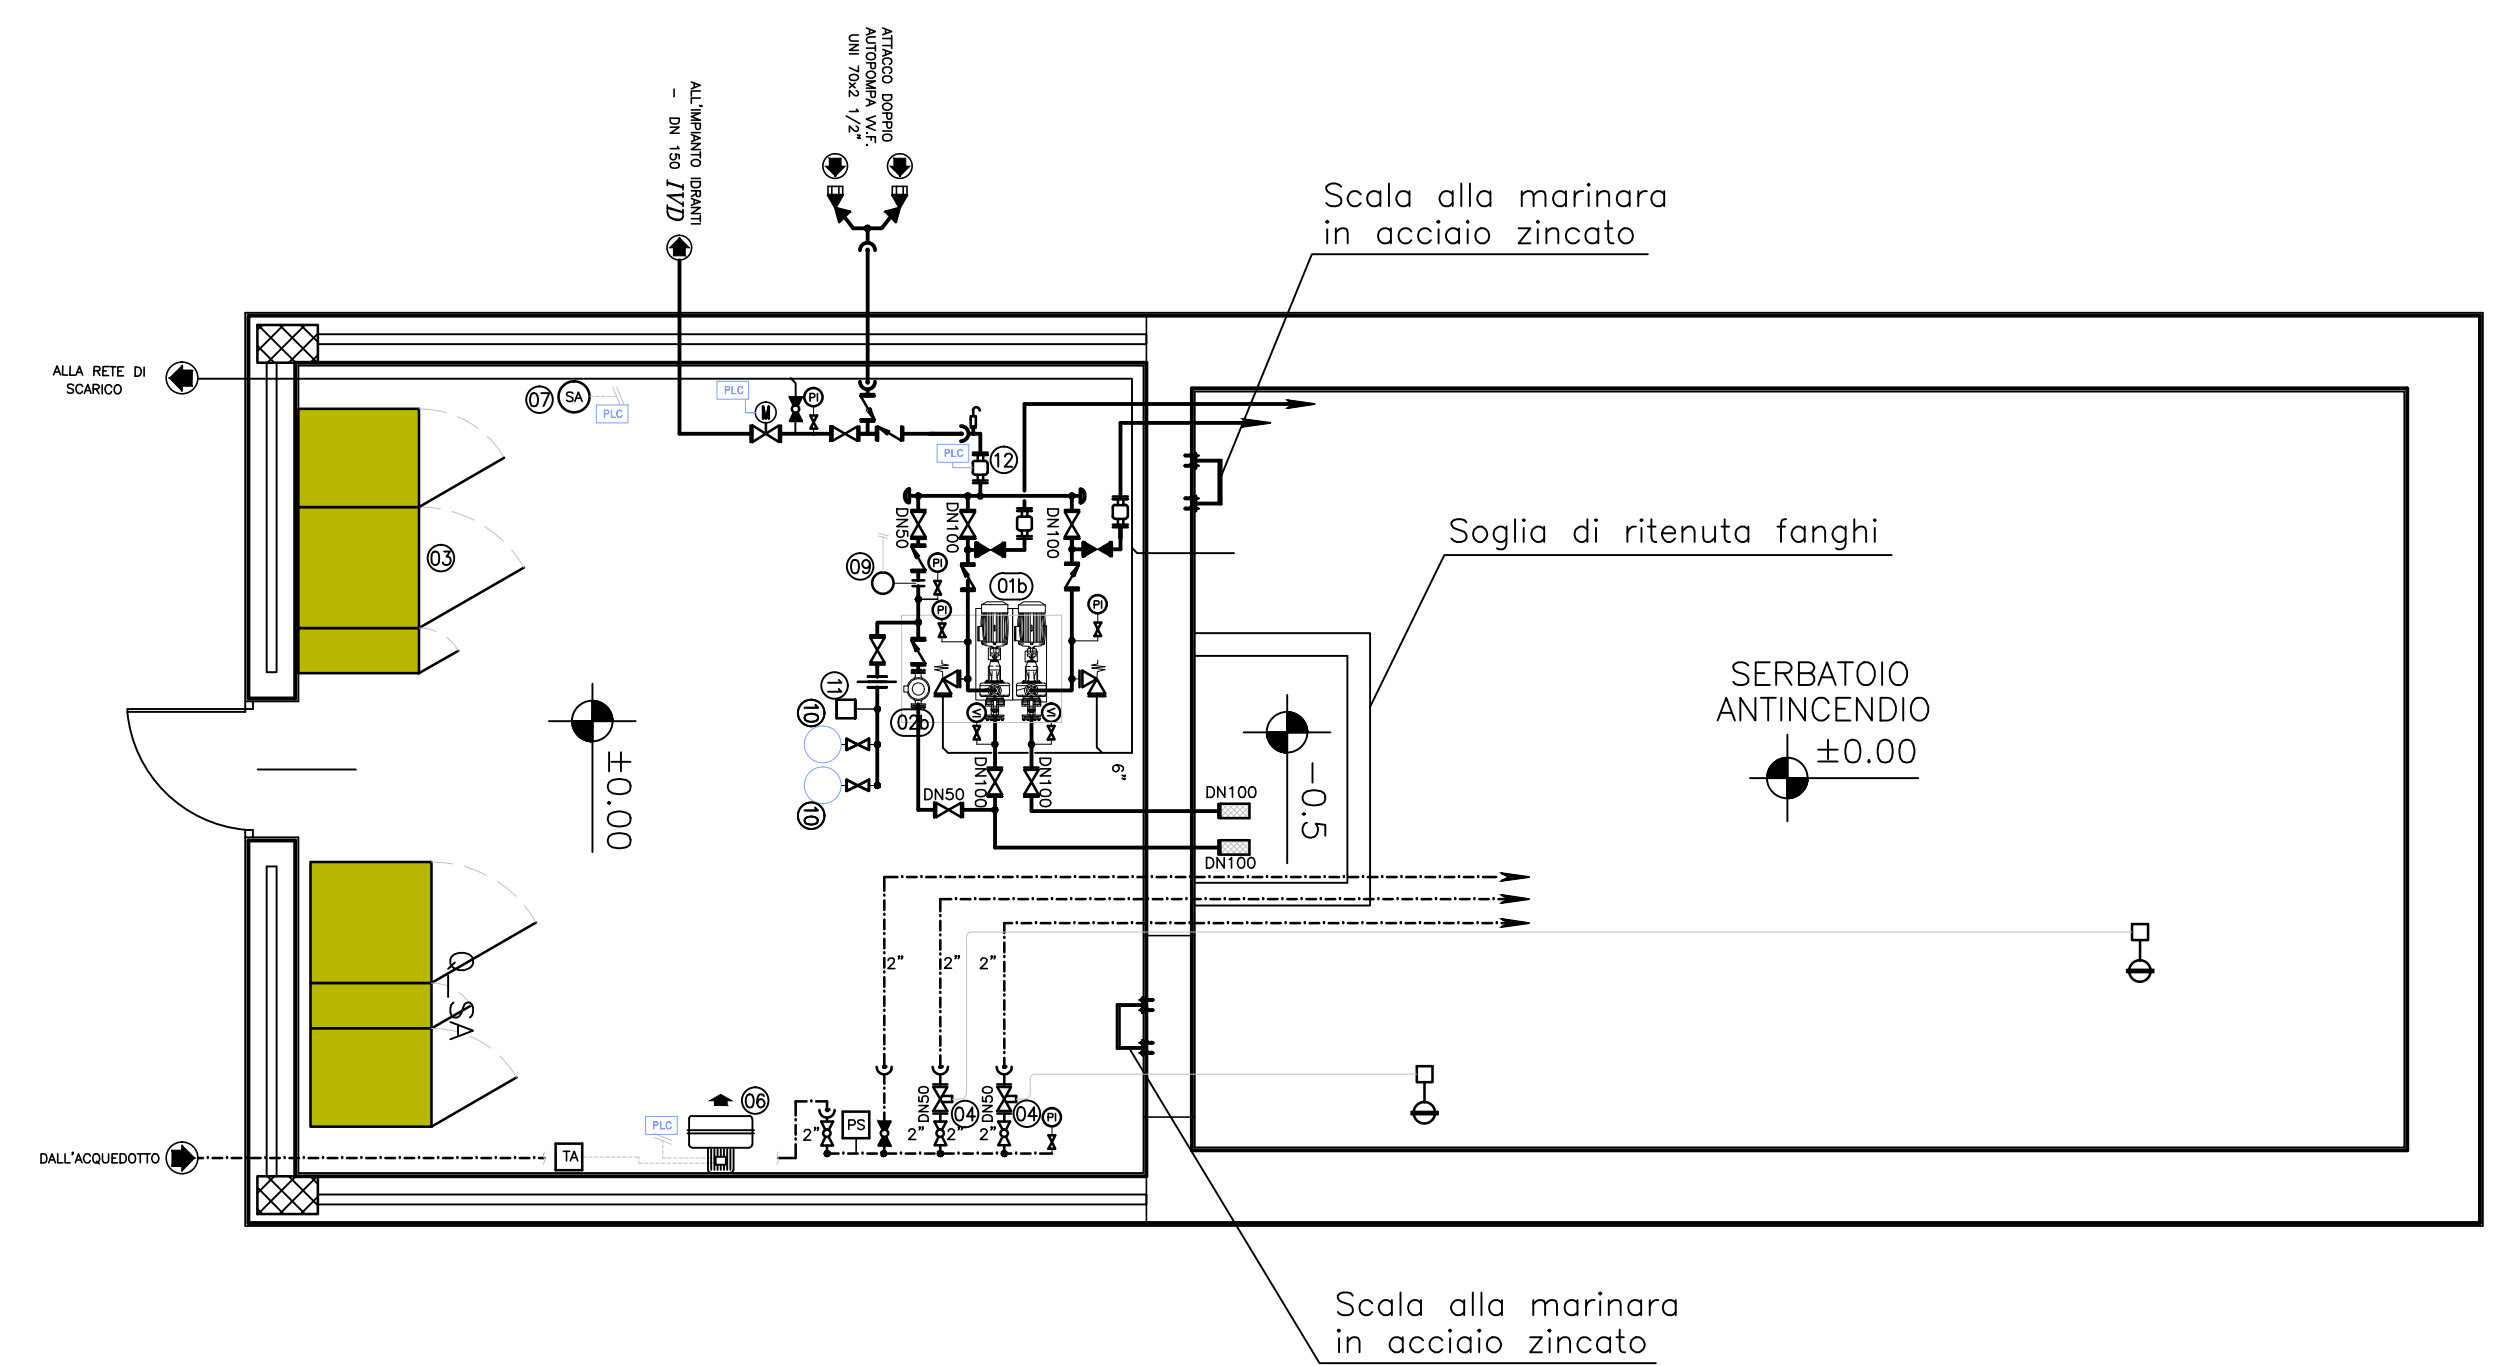 ATTACCO DOPPIO
AUTOPOMPA VV.F.
UNI 70x2 1/2"
ALL'IMPIANTO IDRANTI
- DN 150 IVD
Scala alla marinara
in acciaio zincato
ALLA RETE DI
SCARICO
07
SA
PLC
PLC
M
PI
PLC
12
Soglia di ritenuta fanghi
03
DN50
DN100
DN100
09
PI
01b
PI
PI
11
10
02b
VI
VI
SERBATOIO
ANTINCENDIO
±0.00
±0.00
-0.5
6"
DN100
DN100
DN50
10
DN100
DN100
Q_SA
2"
2"
2"
06
PLC
DN50
DN50
04
04
PI
PS
2"
2"
2"
2"
TA
DALL'ACQUEDOTTO
Scala alla marinara
in acciaio zincato